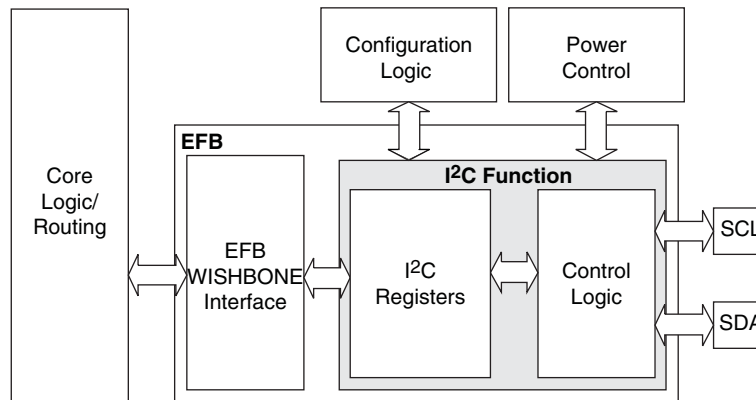 Configuration
Logic
Power
Control
EFB
Core
Logic/
Routing
I²C Function
EFB
WISHBONE
Interface
I²C
Registers
Control
Logic
SCL
SDA